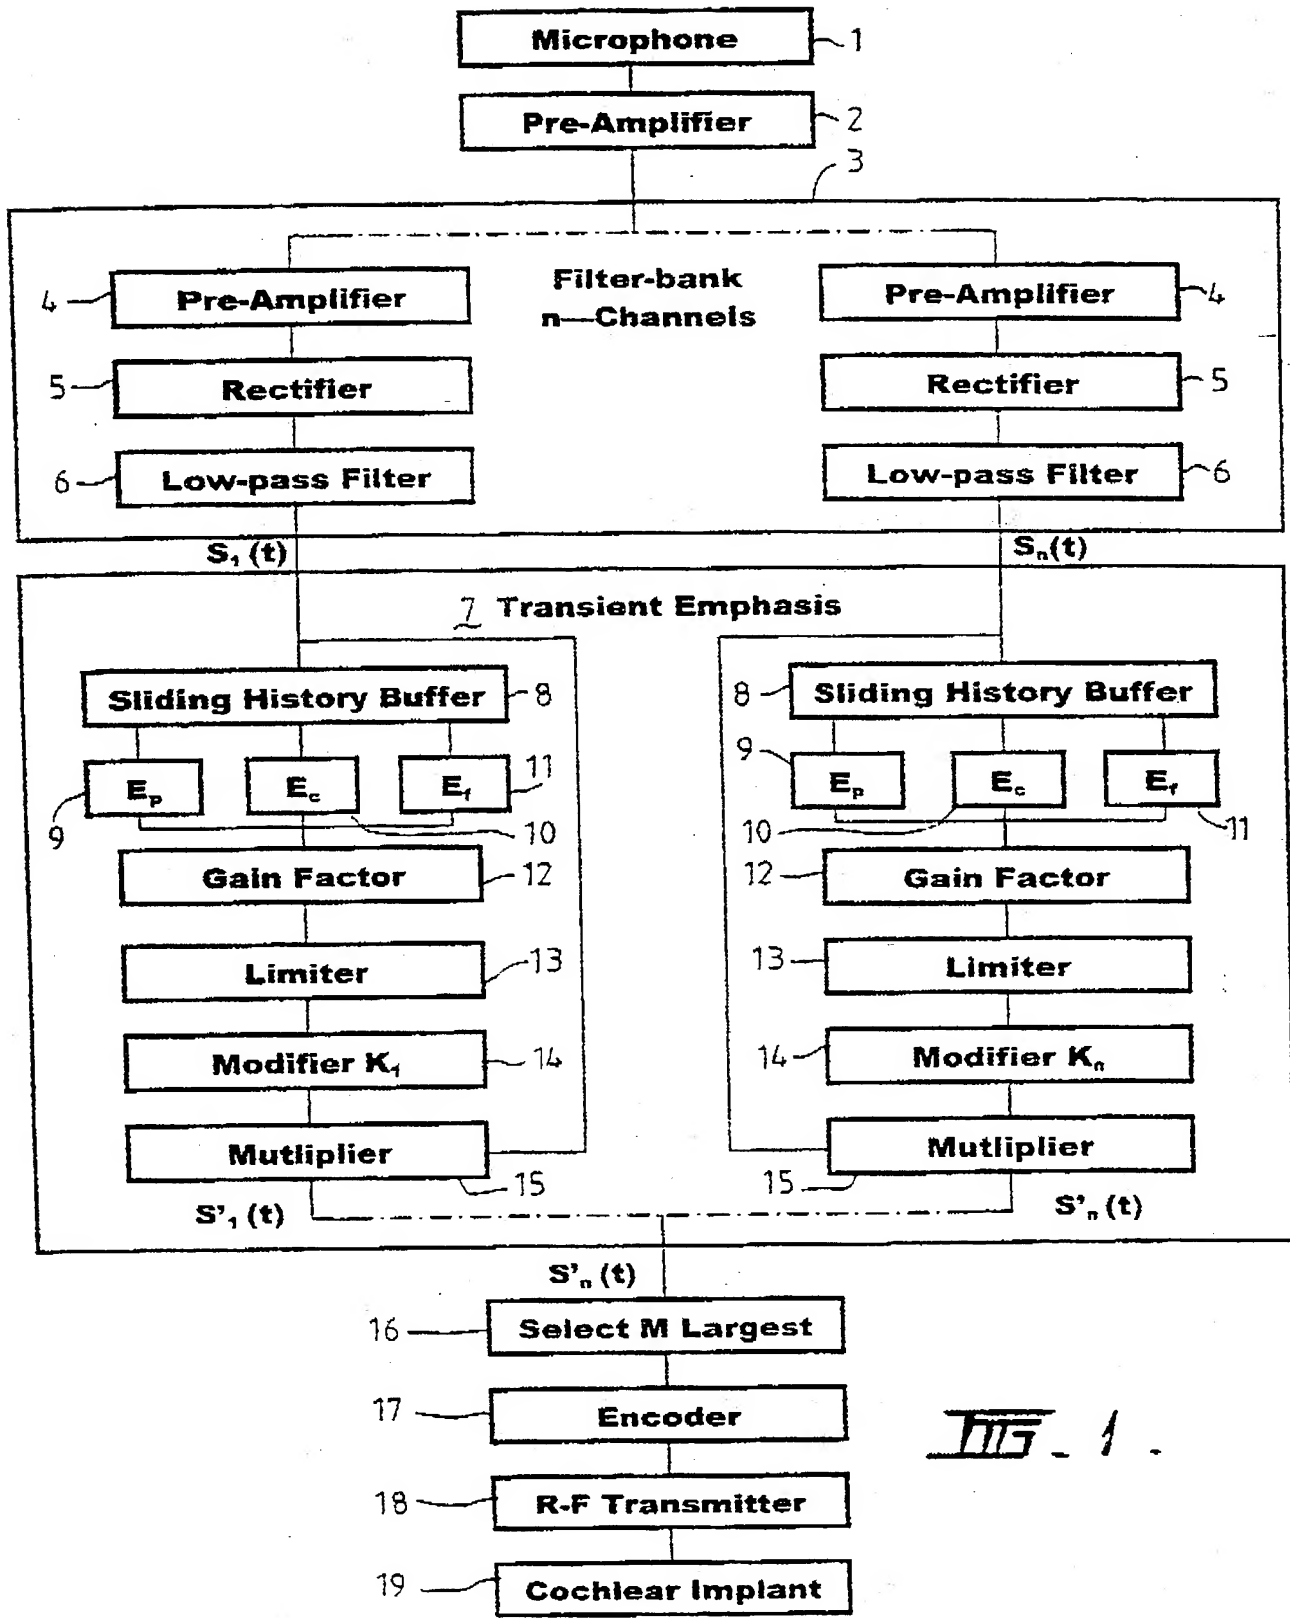 Microphone 1
Pre-Amplifier 2
3
4 Pre-Amplifier Filter-bank Pre-Amplifier 4
n—Channels
5 Rectifier Rectifier 5
6 Low-pass Filter Low-pass Filter 6
S₁ (t) Sₙ(t)
7 Transient Emphasis
Sliding History Buffer 8 8 Sliding History Buffer
9 Eₚ E꜀ E_f 11 9 Eₚ E꜀ E_f 11
10 10
Gain Factor 12 12 Gain Factor
Limiter 13 13 Limiter
Modifier K₁ 14 14 Modifier Kₙ
Mutliplier 15 15 Mutliplier
S'₁ (t) S'ₙ (t)
S'ₙ (t)
16 Select M Largest
17 Encoder
18 R-F Transmitter
19 Cochlear Implant
FIG - 1 -